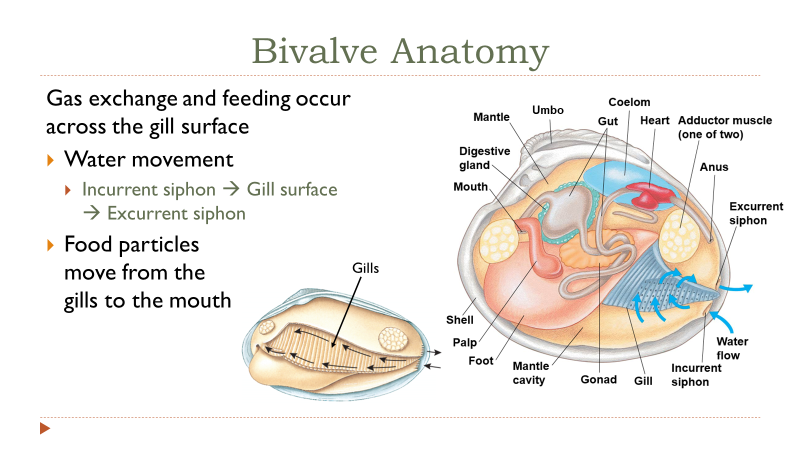 Bivalve Anatomy
Gas exchange and feeding occur
across the gill surface
Water movement
Incurrent siphon → Gill surface
→ Excurrent siphon
Food particles
move from the
gills to the mouth
Gills
Mantle
Umbo
Coelom
Gut
Heart
Adductor muscle
(one of two)
Digestive
gland
Anus
Mouth
Excurrent
siphon
Shell
Palp
Foot
Mantle
cavity
Gonad
Gill
Incurrent
siphon
Water
flow